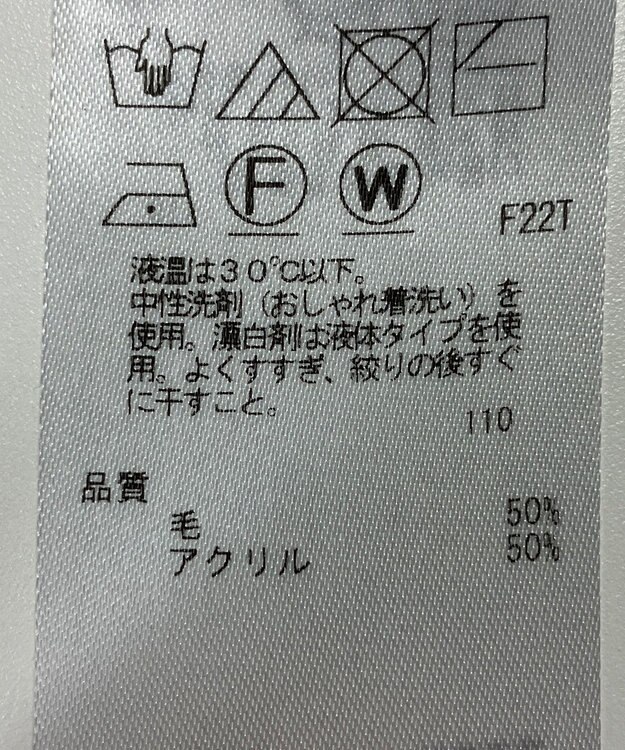 F W
F22T
液温は30℃以下。
中性洗剤（おしゃれ着洗い）を
使用。漂白剤は液体タイプを使
用。よくすすぎ、絞りの後すぐ
に干すこと。
110
品質
毛 50%
アクリル 50%